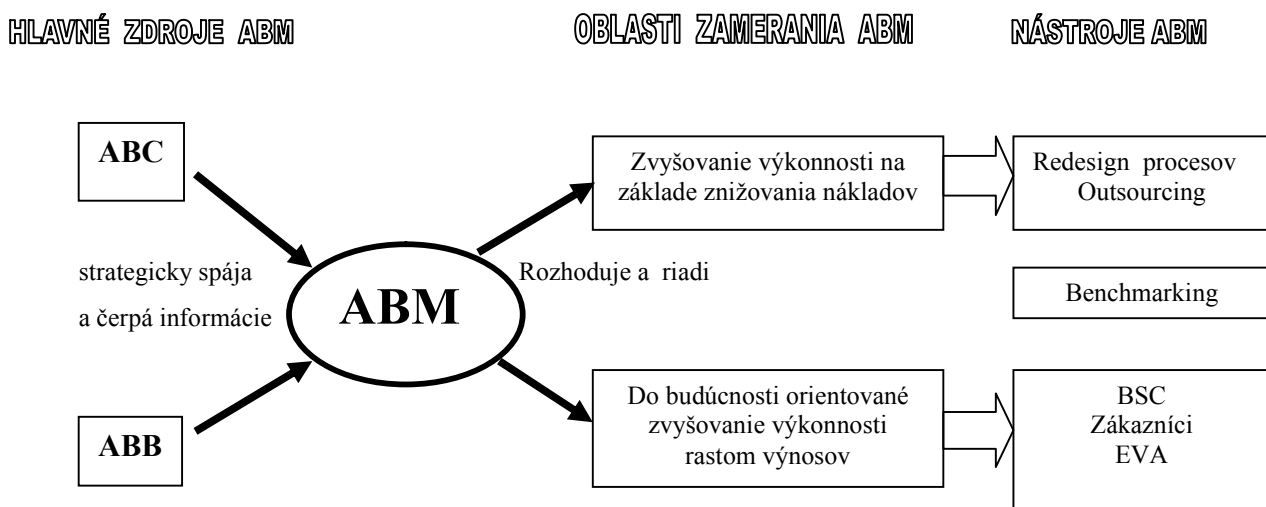 HLAVNÉ ZDROJE ABM
OBLASTI ZAMERANIA ABM
NÁSTROJE ABM
ABC
strategicky spája
a čerpá informácie
ABB
ABM
Rozhoduje a riadi
Zvyšovanie výkonnosti na
základe znižovania nákladov
Do budúcnosti orientované
zvyšovanie výkonnosti
rastom výnosov
Redesign procesov
Outsourcing
Benchmarking
BSC
Zákazníci
EVA